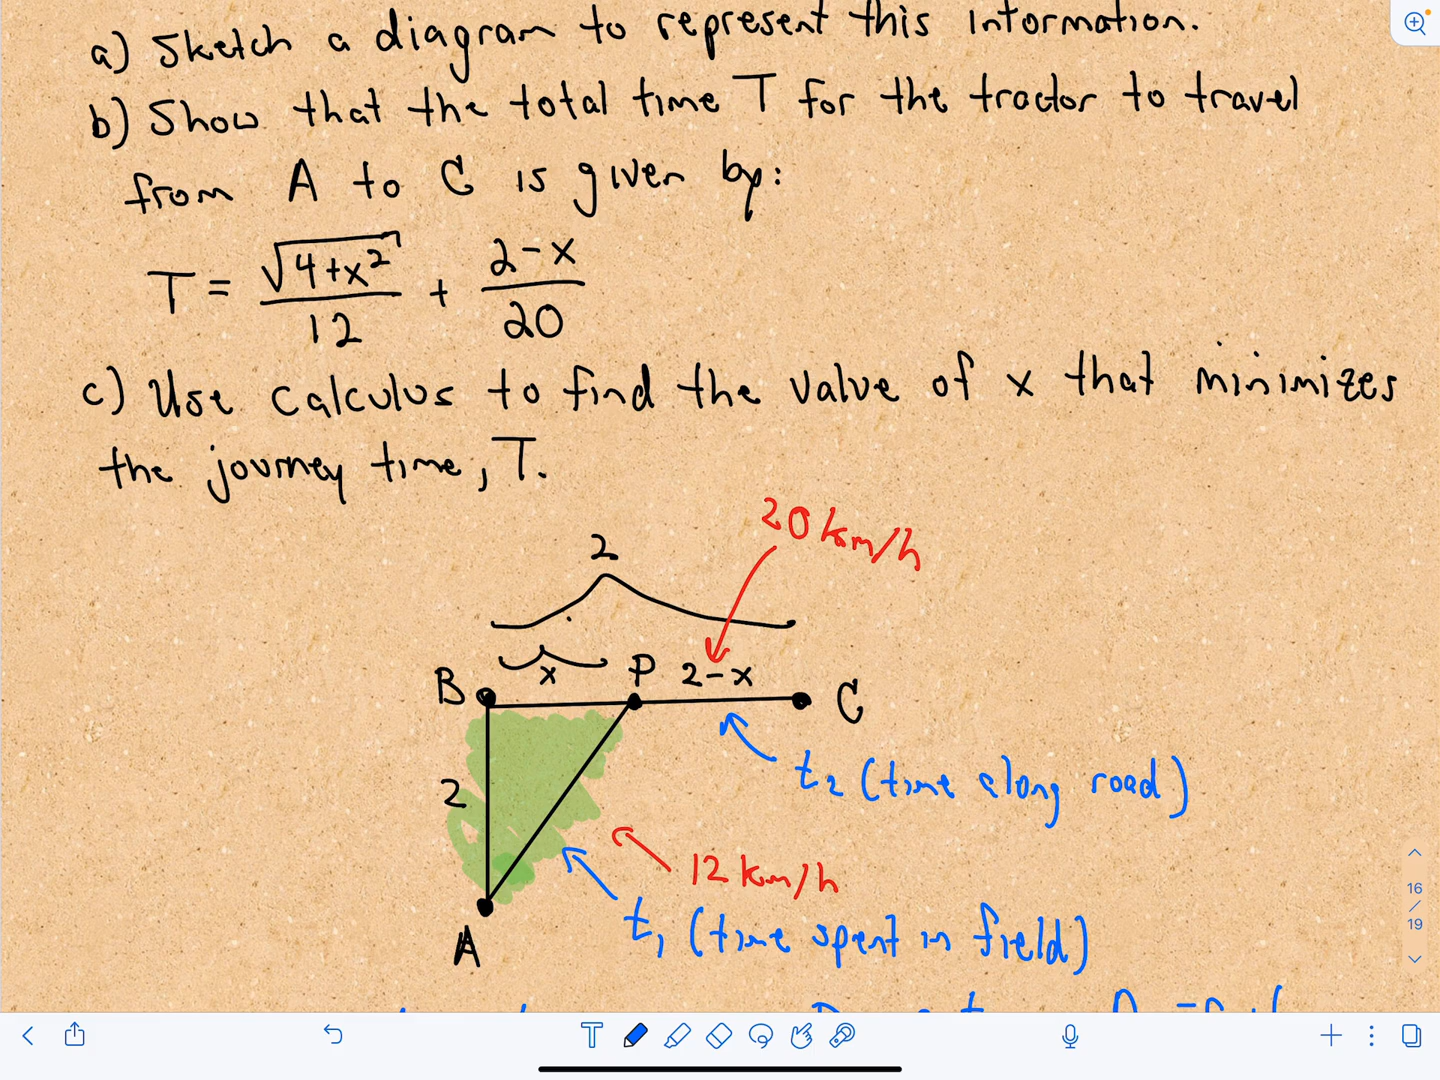 a) Sketch a diagram to represent this information.
b) Show that the total time T for the tractor to travel
from A to C is given by:
T = √(4+x²)/12 + (2-x)/20
c) Use calculus to find the value of x that minimizes
the journey time, T.
20 km/h
2
B x P 2-x C
2
t₂ (time along road)
12 km/h
t₁ (time spent in field)
A
16
/
19
T